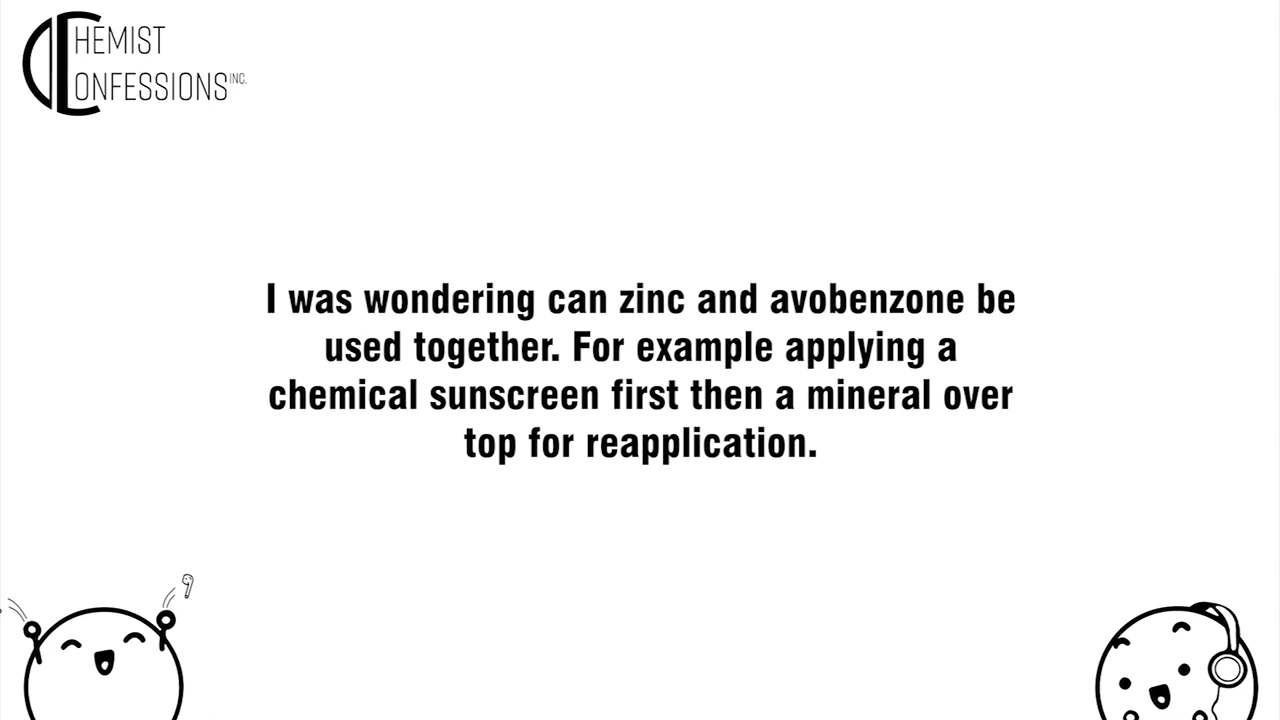 CHEMIST
CONFESSIONS INC.
I was wondering can zinc and avobenzone be
used together. For example applying a
chemical sunscreen first then a mineral over
top for reapplication.